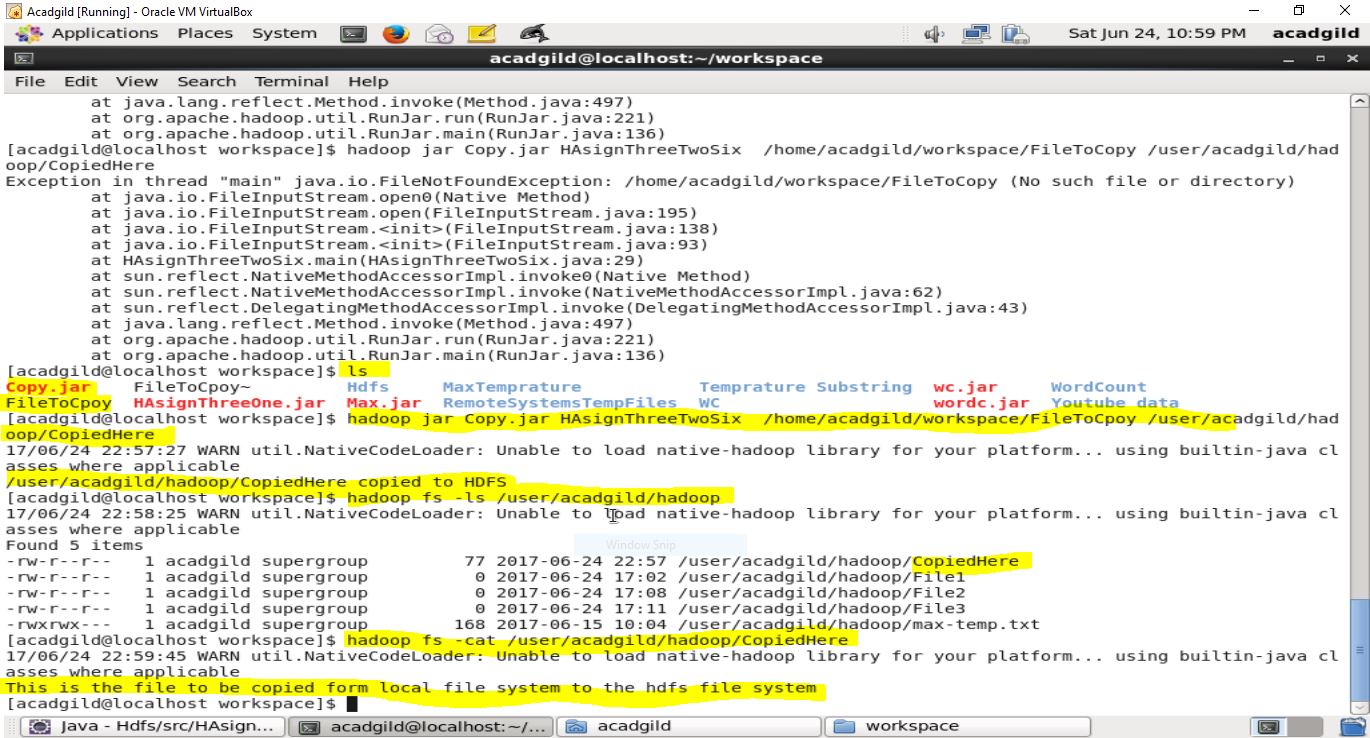 Acadgild [Running] - Oracle VM VirtualBox
Applications Places System Sat Jun 24, 10:59 PM acadgild
acadgild@localhost:~/workspace
File Edit View Search Terminal Help
at java.lang.reflect.Method.invoke(Method.java:497)
at org.apache.hadoop.util.RunJar.run(RunJar.java:221)
at org.apache.hadoop.util.RunJar.main(RunJar.java:136)
[acadgild@localhost workspace]$ hadoop jar Copy.jar HAsignThreeTwoSix  /home/acadgild/workspace/FileToCopy /user/acadgild/had
oop/CopiedHere
Exception in thread "main" java.io.FileNotFoundException: /home/acadgild/workspace/FileToCopy (No such file or directory)
at java.io.FileInputStream.open0(Native Method)
at java.io.FileInputStream.open(FileInputStream.java:195)
at java.io.FileInputStream.<init>(FileInputStream.java:138)
at java.io.FileInputStream.<init>(FileInputStream.java:93)
at HAsignThreeTwoSix.main(HAsignThreeTwoSix.java:29)
at sun.reflect.NativeMethodAccessorImpl.invoke0(Native Method)
at sun.reflect.NativeMethodAccessorImpl.invoke(NativeMethodAccessorImpl.java:62)
at sun.reflect.DelegatingMethodAccessorImpl.invoke(DelegatingMethodAccessorImpl.java:43)
at java.lang.reflect.Method.invoke(Method.java:497)
at org.apache.hadoop.util.RunJar.run(RunJar.java:221)
at org.apache.hadoop.util.RunJar.main(RunJar.java:136)
[acadgild@localhost workspace]$ ls
Copy.jar FileToCpoy~ Hdfs MaxTemprature Temprature Substring wc.jar WordCount
FileToCpoy HAsignThreeOne.jar Max.jar RemoteSystemsTempFiles WC wordc.jar Youtube data
[acadgild@localhost workspace]$ hadoop jar Copy.jar HAsignThreeTwoSix  /home/acadgild/workspace/FileToCpoy /user/acadgild/had
oop/CopiedHere
17/06/24 22:57:27 WARN util.NativeCodeLoader: Unable to load native-hadoop library for your platform... using builtin-java cl
asses where applicable
/user/acadgild/hadoop/CopiedHere copied to HDFS
[acadgild@localhost workspace]$ hadoop fs -ls /user/acadgild/hadoop
17/06/24 22:58:25 WARN util.NativeCodeLoader: Unable to load native-hadoop library for your platform... using builtin-java cl
asses where applicable
Window Snip
Found 5 items
-rw-r--r-- 1 acadgild supergroup 77 2017-06-24 22:57 /user/acadgild/hadoop/CopiedHere
-rw-r--r-- 1 acadgild supergroup 0 2017-06-24 17:02 /user/acadgild/hadoop/File1
-rw-r--r-- 1 acadgild supergroup 0 2017-06-24 17:08 /user/acadgild/hadoop/File2
-rw-r--r-- 1 acadgild supergroup 0 2017-06-24 17:11 /user/acadgild/hadoop/File3
-rwxrwx--- 1 acadgild supergroup 168 2017-06-15 10:04 /user/acadgild/hadoop/max-temp.txt
[acadgild@localhost workspace]$ hadoop fs -cat /user/acadgild/hadoop/CopiedHere
17/06/24 22:59:45 WARN util.NativeCodeLoader: Unable to load native-hadoop library for your platform... using builtin-java cl
asses where applicable
This is the file to be copied form local file system to the hdfs file system
[acadgild@localhost workspace]$
Java - Hdfs/src/HAsign... acadgild@localhost:~/... acadgild workspace